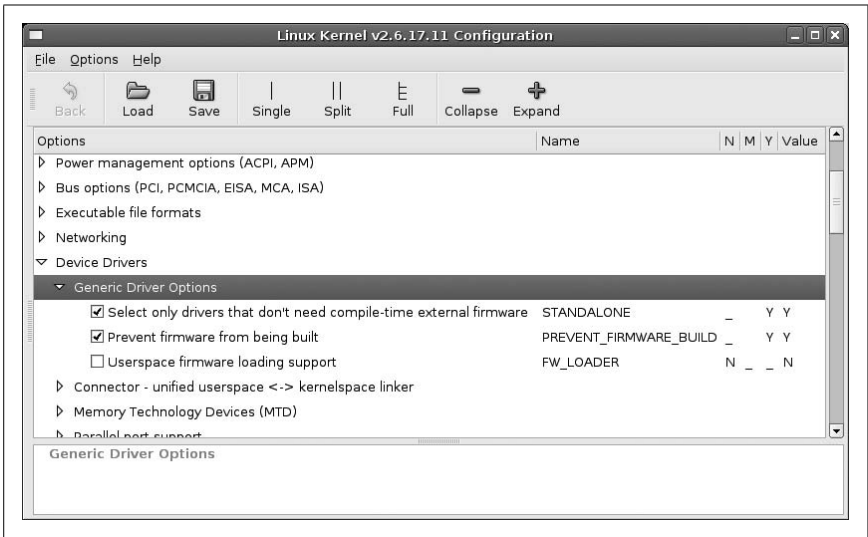 Linux Kernel v2.6.17.11 Configuration
File Options Help
Back Load Save Single Split Full Collapse Expand
Options Name N M Y Value
Power management options (ACPI, APM)
Bus options (PCI, PCMCIA, EISA, MCA, ISA)
Executable file formats
Networking
Device Drivers
Generic Driver Options
Select only drivers that don't need compile-time external firmware STANDALONE _ Y Y
Prevent firmware from being built PREVENT_FIRMWARE_BUILD _ Y Y
Userspace firmware loading support FW_LOADER N _ _ N
Connector - unified userspace <-> kernelspace linker
Memory Technology Devices (MTD)
Parallel port support
Generic Driver Options